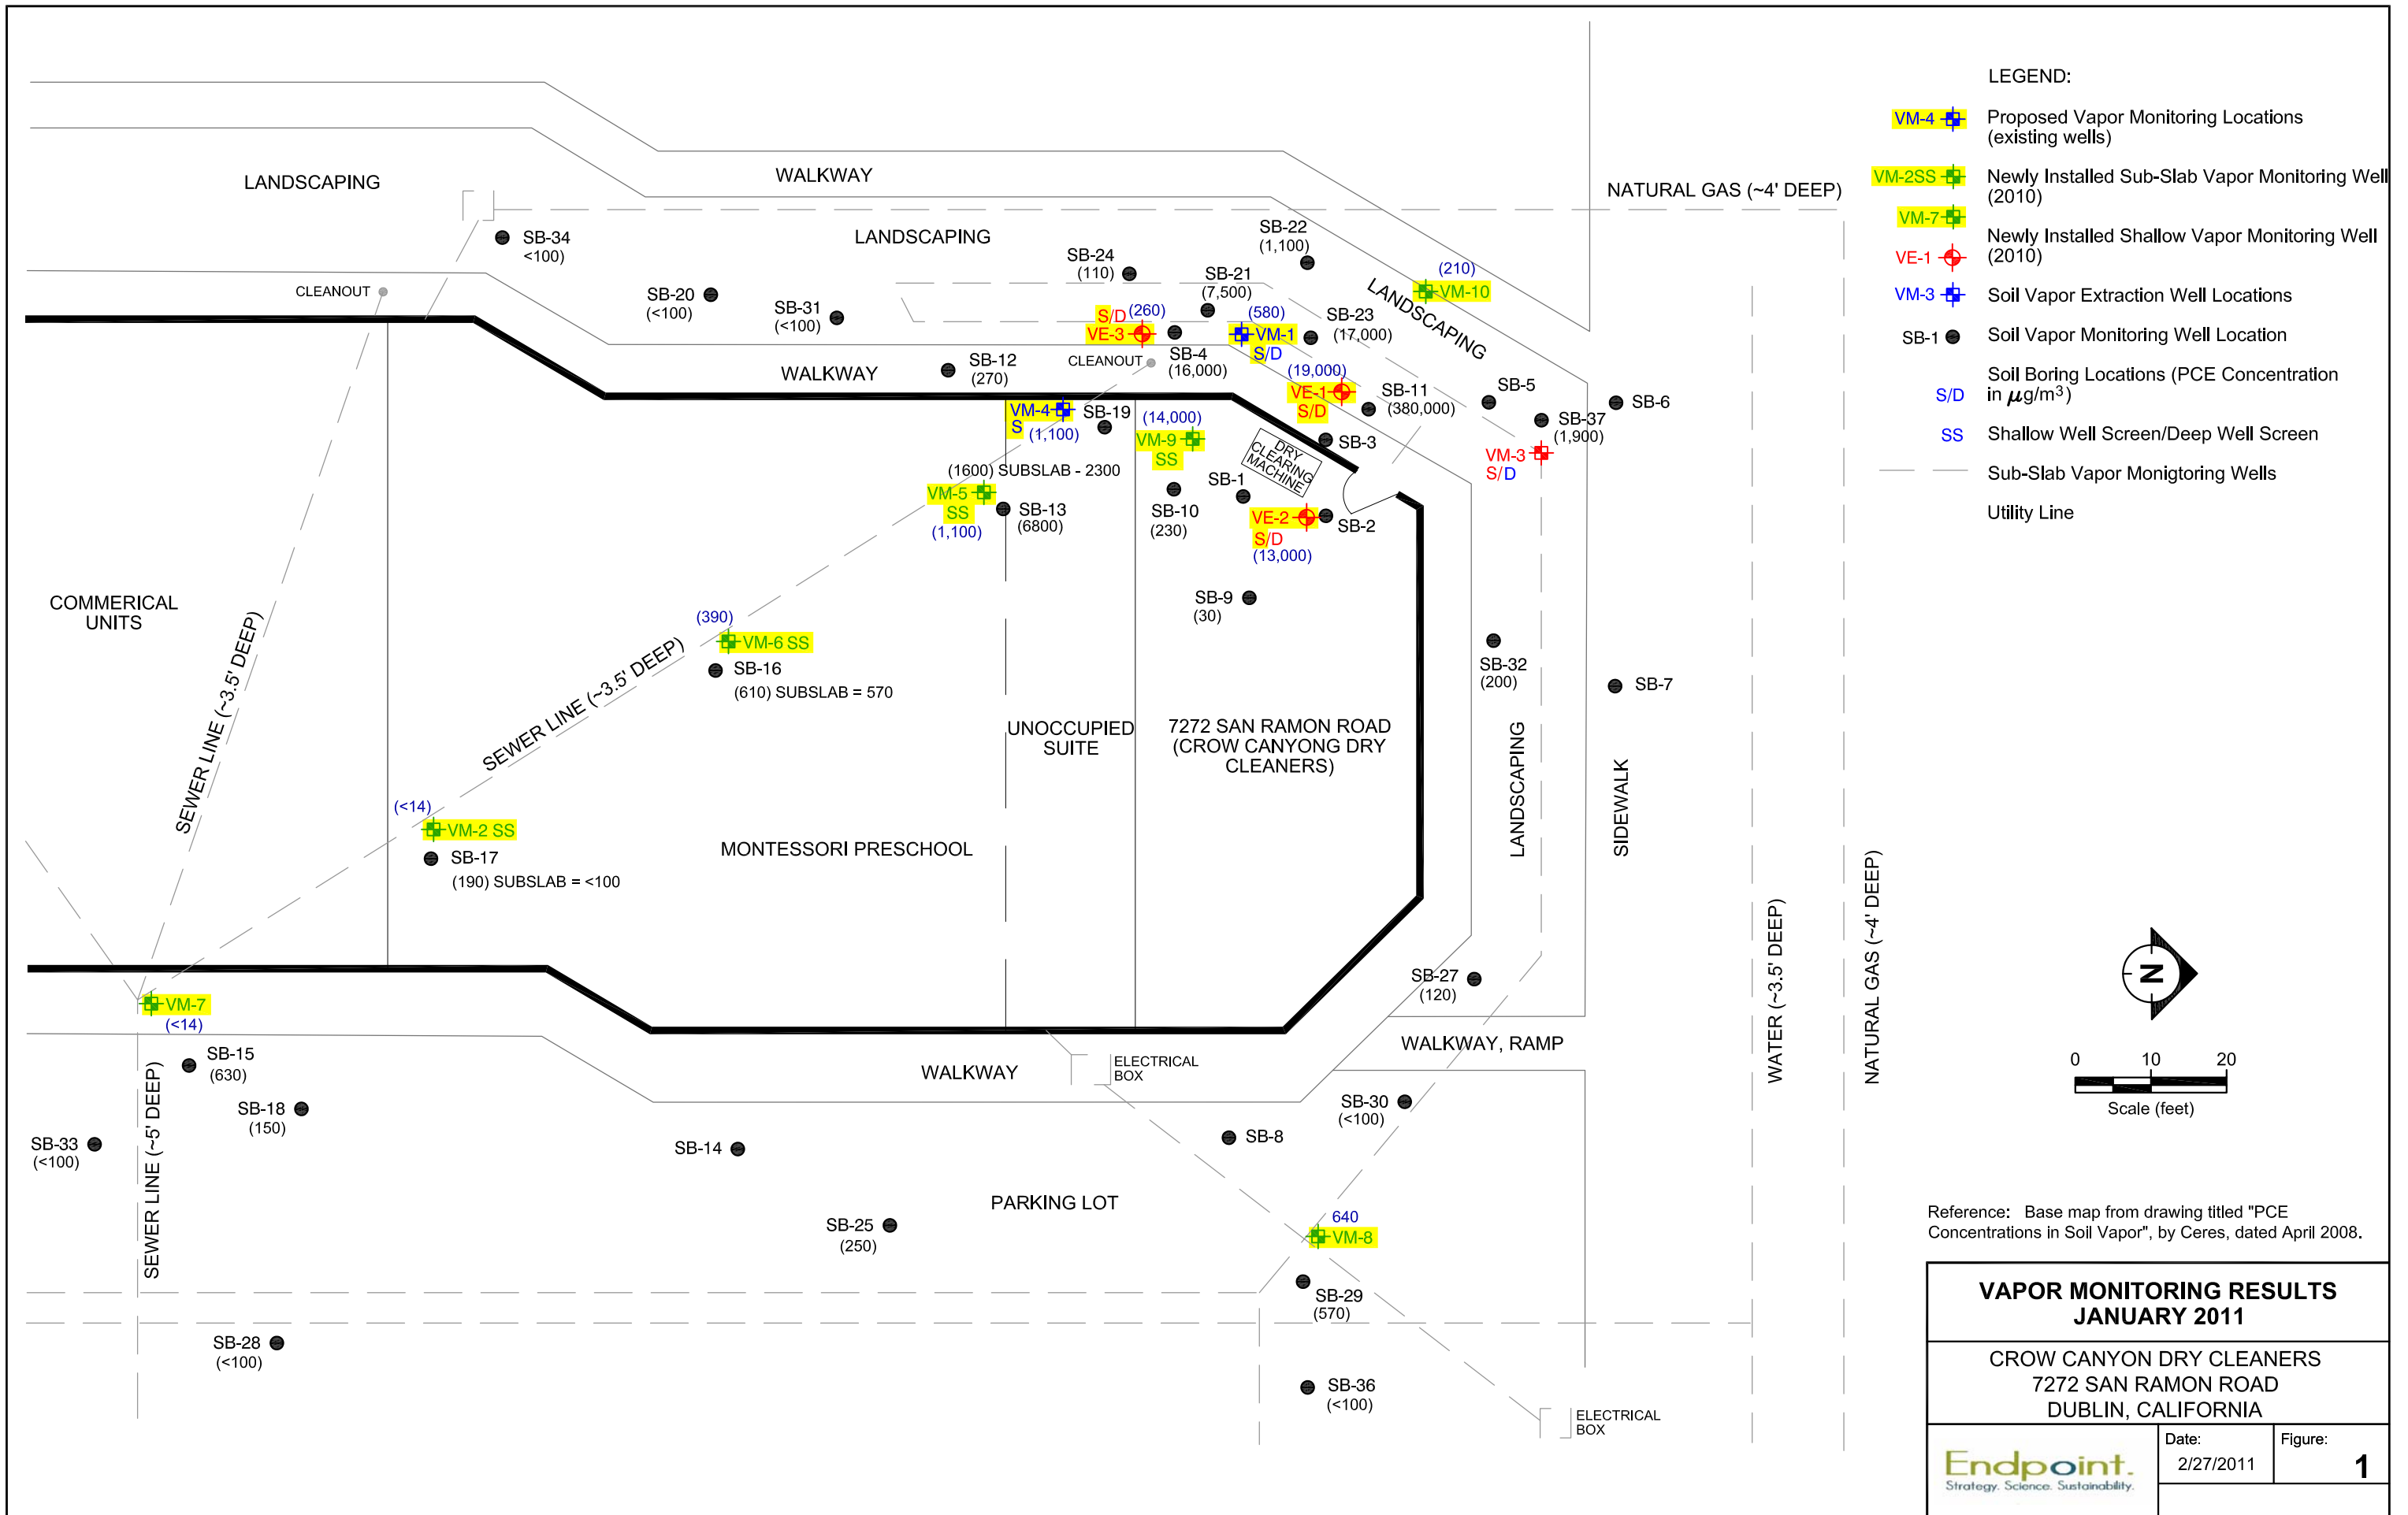 LEGEND:
VM-4 Proposed Vapor Monitoring Locations
(existing wells)
VM-2SS Newly Installed Sub-Slab Vapor Monitoring Well
(2010)
VM-7
Newly Installed Shallow Vapor Monitoring Well
VE-1 (2010)
VM-3 Soil Vapor Extraction Well Locations
SB-1 Soil Vapor Monitoring Well Location
Soil Boring Locations (PCE Concentration
S/D in µg/m³)
SS Shallow Well Screen/Deep Well Screen
Sub-Slab Vapor Monigtoring Wells
Utility Line
LANDSCAPING
WALKWAY
NATURAL GAS (~4' DEEP)
SB-34
<100)
LANDSCAPING
SB-24
(110)
SB-22
(1,100)
SB-21
(7,500)
(210)
VM-10
LANDSCAPING
CLEANOUT
SB-20
(<100)
SB-31
(<100)
S/D (260)
VE-3
(580)
VM-1
S/D
SB-23
(17,000)
SB-4
(16,000)
CLEANOUT
SB-12
(270)
WALKWAY
(19,000)
VE-1
S/D
SB-11
(380,000)
SB-5
SB-6
SB-37
(1,900)
VM-3
S/D
VM-4
S (1,100)
SB-19
(14,000)
VM-9
SS
SB-3
DRY
CLEARING
MACHINE
(1600) SUBSLAB - 2300
VM-5
SS
(1,100)
SB-13
(6800)
SB-10
(230)
SB-1
VE-2
S/D
(13,000)
SB-2
SB-9
(30)
COMMERICAL
UNITS
SEWER LINE (~3.5' DEEP)
(390)
VM-6 SS
SB-16
(610) SUBSLAB = 570
SEWER LINE (~3.5' DEEP)
SB-32
(200)
SB-7
UNOCCUPIED
SUITE
7272 SAN RAMON ROAD
(CROW CANYONG DRY
CLEANERS)
LANDSCAPING
SIDEWALK
(<14)
VM-2 SS
SB-17
(190) SUBSLAB = <100
MONTESSORI PRESCHOOL
WATER (~3.5' DEEP)
NATURAL GAS (~4' DEEP)
N
VM-7
(<14)
SB-27
(120)
WALKWAY, RAMP
SB-15
(630)
SEWER LINE (~5' DEEP)
SB-18
(150)
SB-33
(<100)
WALKWAY
ELECTRICAL
BOX
0 10 20
Scale (feet)
SB-30
(<100)
SB-14
SB-8
PARKING LOT
SB-25
(250)
640
VM-8
SB-29
(570)
SB-28
(<100)
SB-36
(<100)
ELECTRICAL
BOX
Reference: Base map from drawing titled "PCE
Concentrations in Soil Vapor", by Ceres, dated April 2008.
VAPOR MONITORING RESULTS
JANUARY 2011
CROW CANYON DRY CLEANERS
7272 SAN RAMON ROAD
DUBLIN, CALIFORNIA
Endpoint.
Strategy. Science. Sustainability.
Date:
2/27/2011
Figure:
1